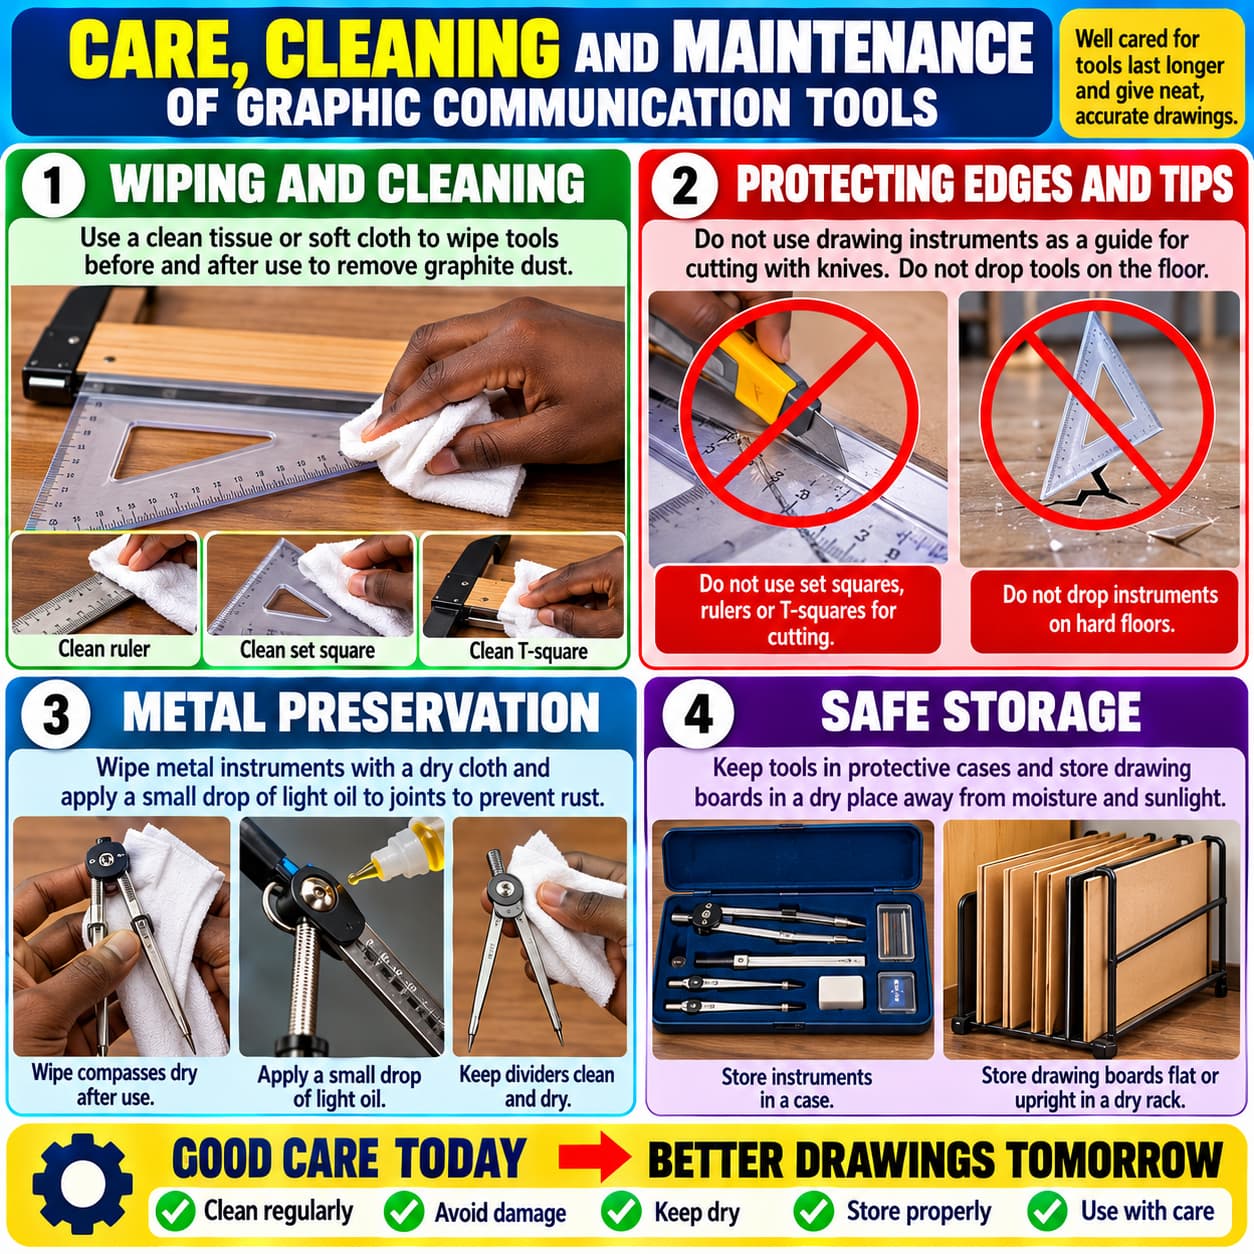 CARE, CLEANING AND MAINTENANCE
OF GRAPHIC COMMUNICATION TOOLS
Well cared for
tools last longer
and give neat,
accurate drawings.
1 WIPING AND CLEANING
Use a clean tissue or soft cloth to wipe tools
before and after use to remove graphite dust.
Clean ruler
Clean set square
Clean T-square
2 PROTECTING EDGES AND TIPS
Do not use drawing instruments as a guide for
cutting with knives. Do not drop tools on the floor.
Do not use set squares,
rulers or T-squares for
cutting.
Do not drop instruments
on hard floors.
3 METAL PRESERVATION
Wipe metal instruments with a dry cloth and
apply a small drop of light oil to joints to prevent rust.
Wipe compasses dry
after use.
Apply a small drop
of light oil.
Keep dividers clean
and dry.
4 SAFE STORAGE
Keep tools in protective cases and store drawing
boards in a dry place away from moisture and sunlight.
Store instruments
in a case.
Store drawing boards flat or
upright in a dry rack.
GOOD CARE TODAY BETTER DRAWINGS TOMORROW
Clean regularly
Avoid damage
Keep dry
Store properly
Use with care